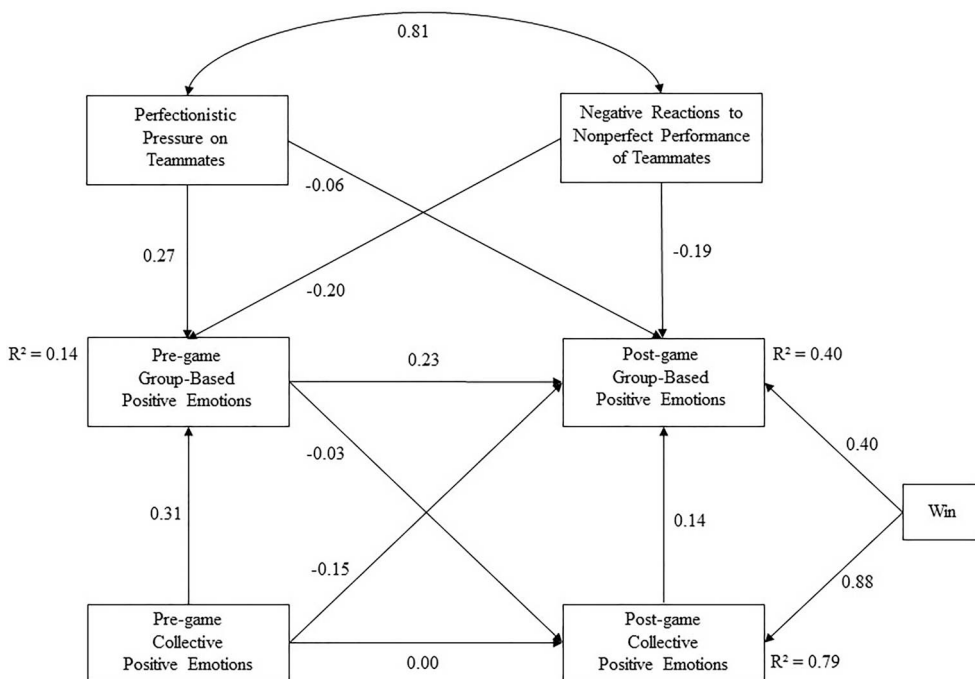 0.81
Perfectionistic
Pressure on
Teammates
Negative Reactions to
Nonperfect Performance
of Teammates
-0.06
0.27
-0.19
-0.20
R² = 0.14
Pre-game
Group-Based
Positive Emotions
0.23
Post-game
Group-Based
Positive Emotions
R² = 0.40
-0.03
0.40
0.31
0.14
Win
-0.15
0.88
Pre-game
Collective
Positive Emotions
0.00
Post-game
Collective
Positive Emotions
R² = 0.79